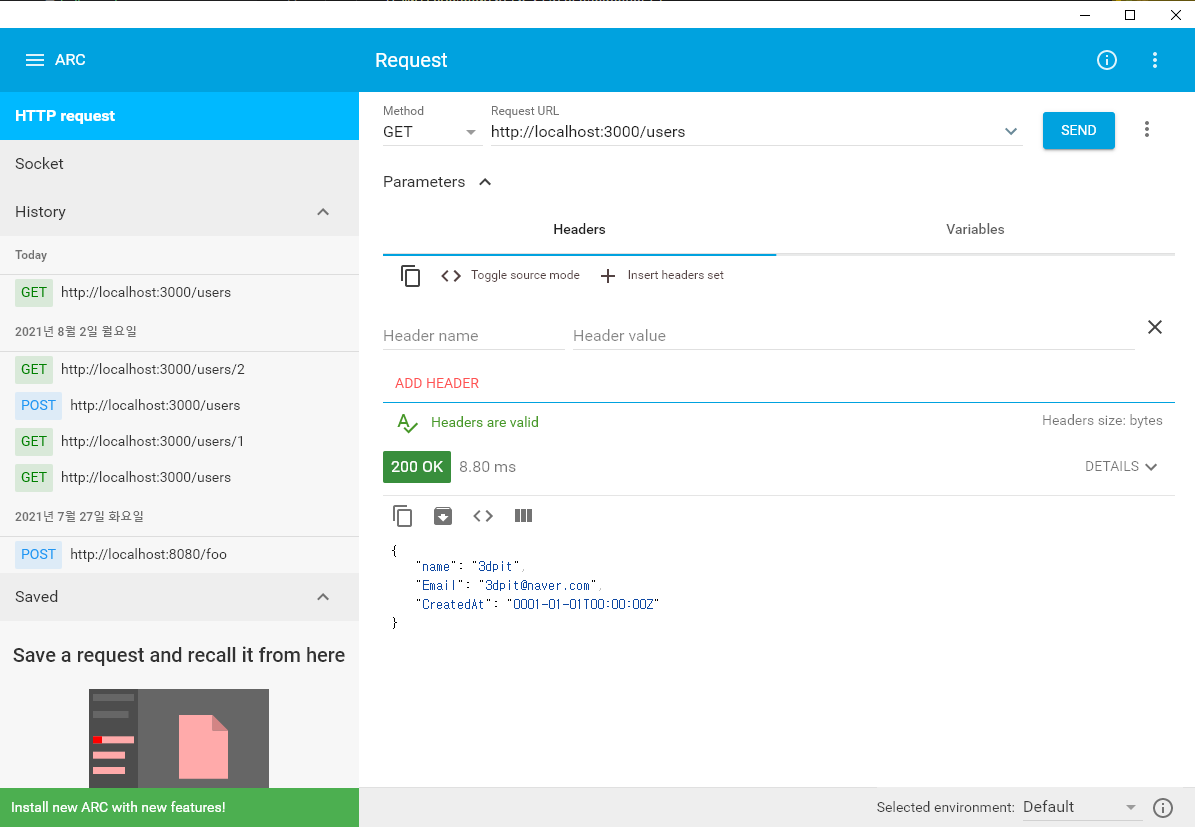 ARC
Request
HTTP request
Socket
History
Today
GET http://localhost:3000/users
2021년 8월 2일 월요일
GET http://localhost:3000/users/2
POST http://localhost:3000/users
GET http://localhost:3000/users/1
GET http://localhost:3000/users
2021년 7월 27일 화요일
POST http://localhost:8080/foo
Saved
Save a request and recall it from here
Install new ARC with new features!
Method Request URL
GET http://localhost:3000/users SEND
Parameters
Headers Variables
Toggle source mode Insert headers set
Header name Header value
ADD HEADER
Headers are valid Headers size: bytes
200 OK 8.80 ms DETAILS
{
"name": "3dpit",
"Email": "3dpit@naver.com",
"CreatedAt": "0001-01-01T00:00:00Z"
}
Selected environment: Default